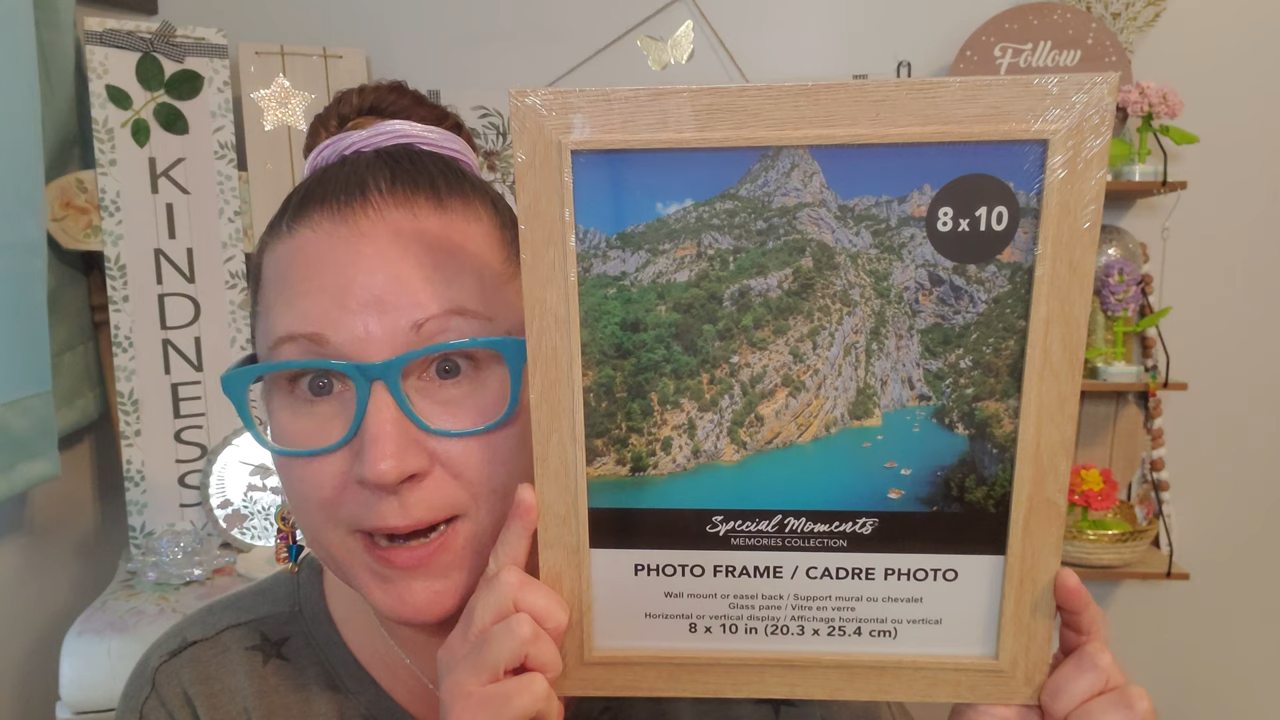 KINDNESS
Follow
8 x 10
Special Moments
MEMORIES COLLECTION
PHOTO FRAME / CADRE PHOTO
Wall mount or easel back / Support mural ou chevalet
Glass pane / Vitre en verre
Horizontal or vertical display / Affichage horizontal ou vertical
8 x 10 in (20.3 x 25.4 cm)